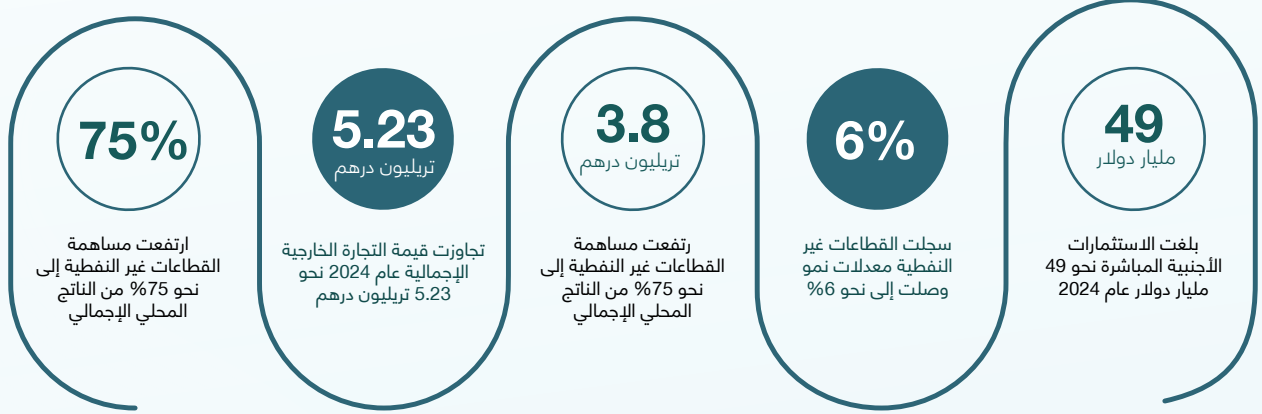 49
مليار دولار
بلغت الاستثمارات
الأجنبية المباشرة نحو 49
مليار دولار عام 2024
6%
سجلت القطاعات غير
النفطية معدلات نمو
وصلت إلى نحو 6%
3.8
تريليون درهم
رتفعت مساهمة
القطاعات غير النفطية إلى
نحو 75% من الناتج
المحلي الإجمالي
5.23
تريليون درهم
تجاوزت قيمة التجارة الخارجية
الإجمالية عام 2024 نحو
5.23 تريليون درهم
75%
ارتفعت مساهمة
القطاعات غير النفطية إلى
نحو 75% من الناتج
المحلي الإجمالي